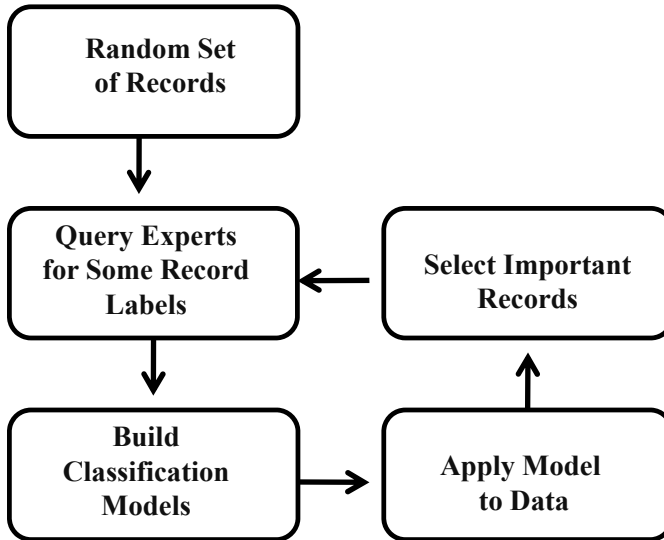 Random Set
of Records
Query Experts
for Some Record
Labels
Select Important
Records
Build
Classification
Models
Apply Model
to Data